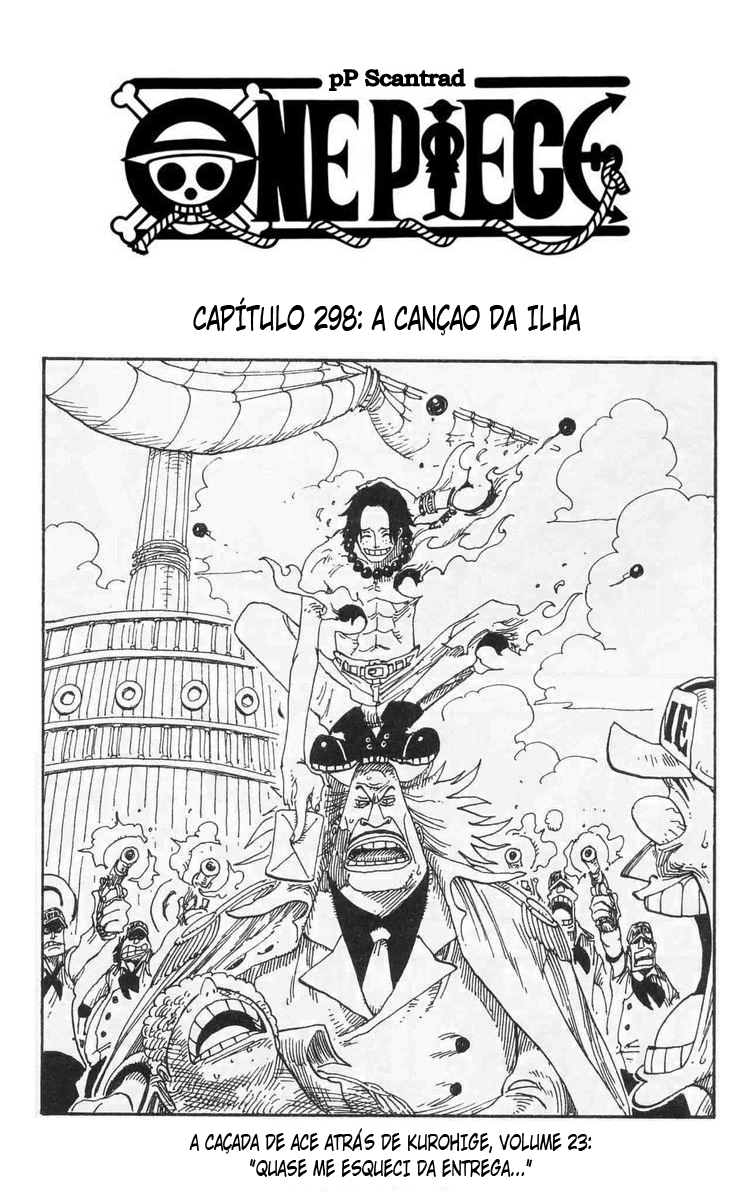 pP Scantrad
ONE PIECE
CAPÍTULO 298: A CANÇAO DA ILHA
NE
A CAÇADA DE ACE ATRÁS DE KUROHIGE, VOLUME 23:
"QUASE ME ESQUECI DA ENTREGA..."